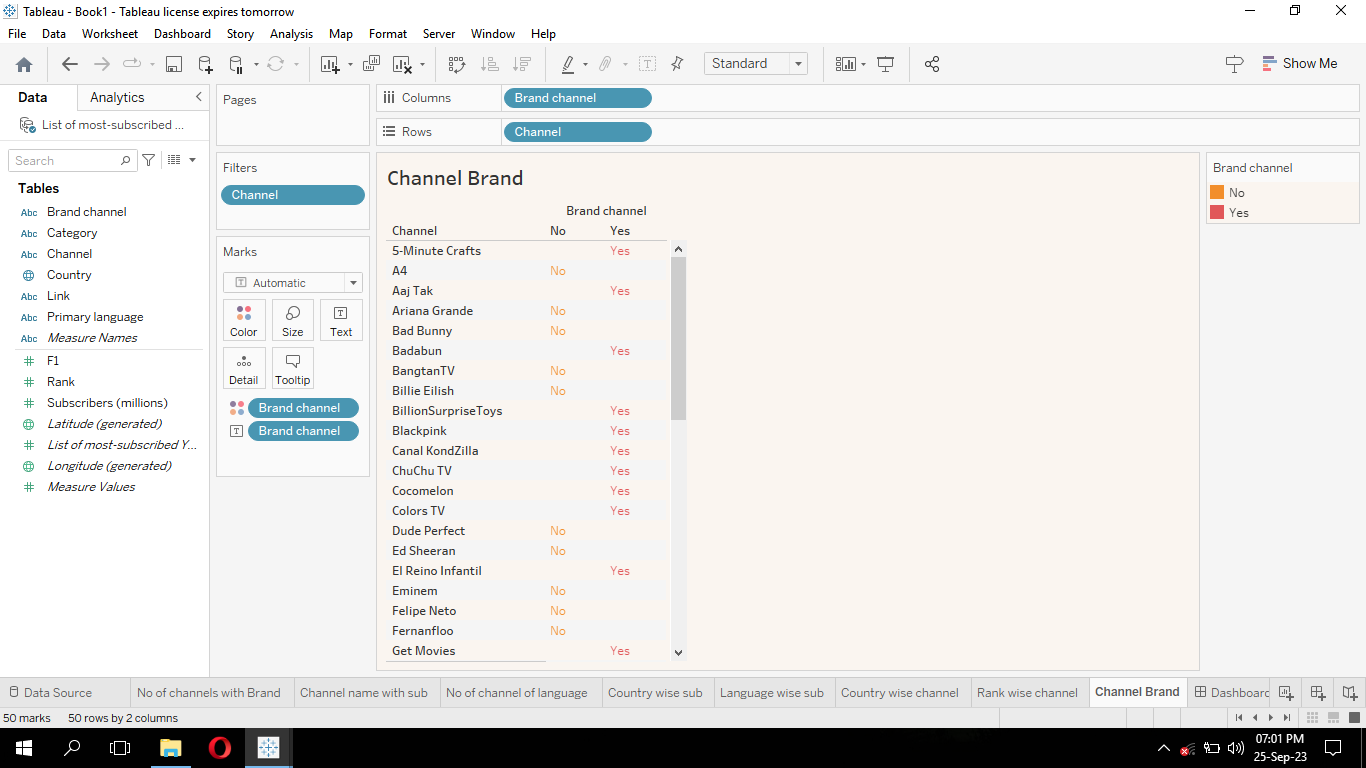 Tableau - Book1 - Tableau license expires tomorrow
File Data Worksheet Dashboard Story Analysis Map Format Server Window Help
Standard
Show Me
Data Analytics
List of most-subscribed ...
Search
Tables
Abc Brand channel
Abc Category
Abc Channel
Country
Abc Link
Abc Primary language
Abc Measure Names
F1
Rank
Subscribers (millions)
Latitude (generated)
List of most-subscribed Y...
Longitude (generated)
Measure Values
Pages
Filters
Channel
Marks
Automatic
Color Size Text
Detail Tooltip
Brand channel
Brand channel
Columns Brand channel
Rows Channel
Channel Brand
Brand channel
Channel No Yes
5-Minute Crafts Yes
A4 No
Aaj Tak Yes
Ariana Grande No
Bad Bunny No
Badabun Yes
BangtanTV No
Billie Eilish No
BillionSurpriseToys Yes
Blackpink Yes
Canal KondZilla Yes
ChuChu TV Yes
Cocomelon Yes
Colors TV Yes
Dude Perfect No
Ed Sheeran No
El Reino Infantil Yes
Eminem No
Felipe Neto No
Fernanfloo No
Get Movies Yes
Brand channel
No
Yes
Data Source No of channels with Brand Channel name with sub No of channel of language Country wise sub Language wise sub Country wise channel Rank wise channel Channel Brand Dashboard
50 marks 50 rows by 2 columns
07:01 PM
25-Sep-23